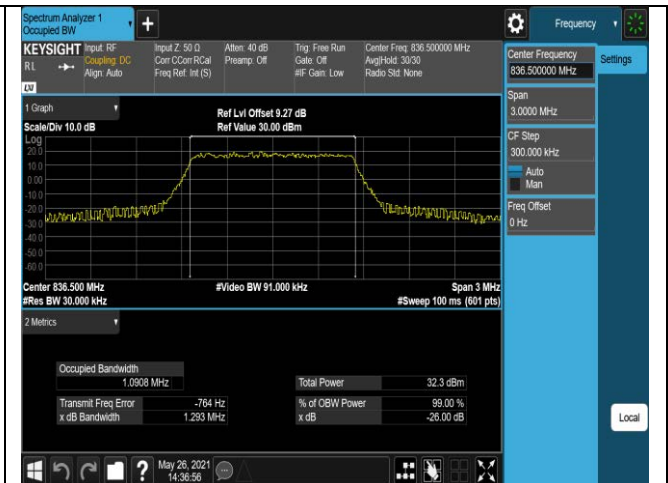 Spectrum Analyzer 1
Occupied BW
+
Frequency
KEYSIGHT
RL
LXI
Input: RF
Coupling: DC
Align: Auto
Input Z: 50 Ω
Corr CCorr RCal
Freq Ref: Int (S)
Atten: 40 dB
Preamp: Off
Trig: Free Run
Gate: Off
#IF Gain: Low
Center Freq: 836.500000 MHz
Avg|Hold: 30/30
Radio Std: None
Center Frequency
836.500000 MHz
Settings
Span
3.0000 MHz
CF Step
300.000 kHz
Auto
Man
Freq Offset
0 Hz
1 Graph
Scale/Div 10.0 dB
Ref Lvl Offset 9.27 dB
Ref Value 30.00 dBm
Log
20.0
10.0
0.00
-10.0
-20.0
-30.0
-40.0
-50.0
-60.0
Center 836.500 MHz
#Video BW 91.000 kHz
Span 3 MHz
#Res BW 30.000 kHz
#Sweep 100 ms (601 pts)
2 Metrics
Occupied Bandwidth
1.0908 MHz
Total Power 32.3 dBm
Transmit Freq Error -764 Hz
% of OBW Power 99.00 %
x dB Bandwidth 1.293 MHz
x dB -26.00 dB
Local
?
May 26, 2021
14:36:56